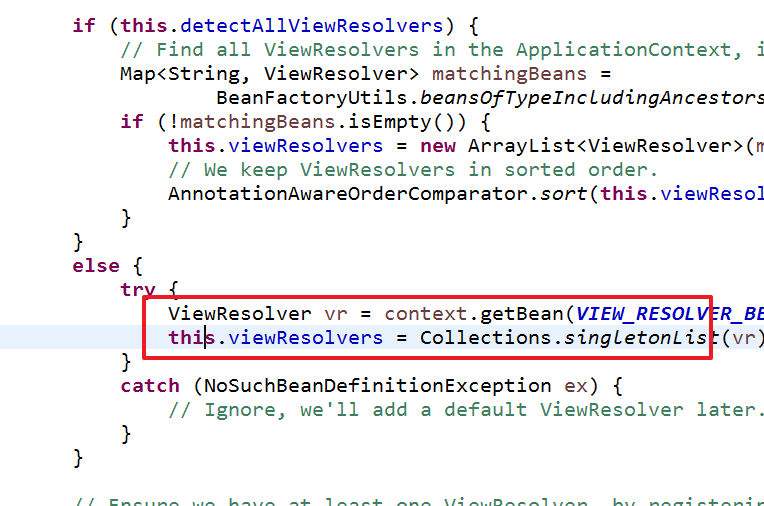 if (this.detectAllViewResolvers) {
// Find all ViewResolvers in the ApplicationContext, i
Map<String, ViewResolver> matchingBeans =
BeanFactoryUtils.beansOfTypeIncludingAncestors
if (!matchingBeans.isEmpty()) {
this.viewResolvers = new ArrayList<ViewResolver>(m
// We keep ViewResolvers in sorted order.
AnnotationAwareOrderComparator.sort(this.viewResol
}
}
else {
try {
ViewResolver vr = context.getBean(VIEW_RESOLVER_BE
this.viewResolvers = Collections.singletonList(vr)
}
catch (NoSuchBeanDefinitionException ex) {
// Ignore, we'll add a default ViewResolver later.
}
}
// Ensure we have at least one ViewResolver, by registerin